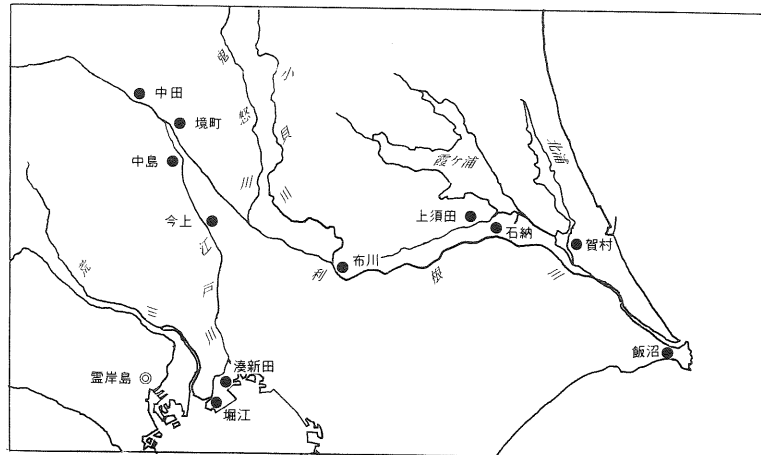 中田
境町
中島
今上
鬼怒川
小貝川
霞ケ浦
北浦
上須田
石納
賀村
布川
利根川
江戸川
荒川
飯沼
霊岸島
湊新田
堀江